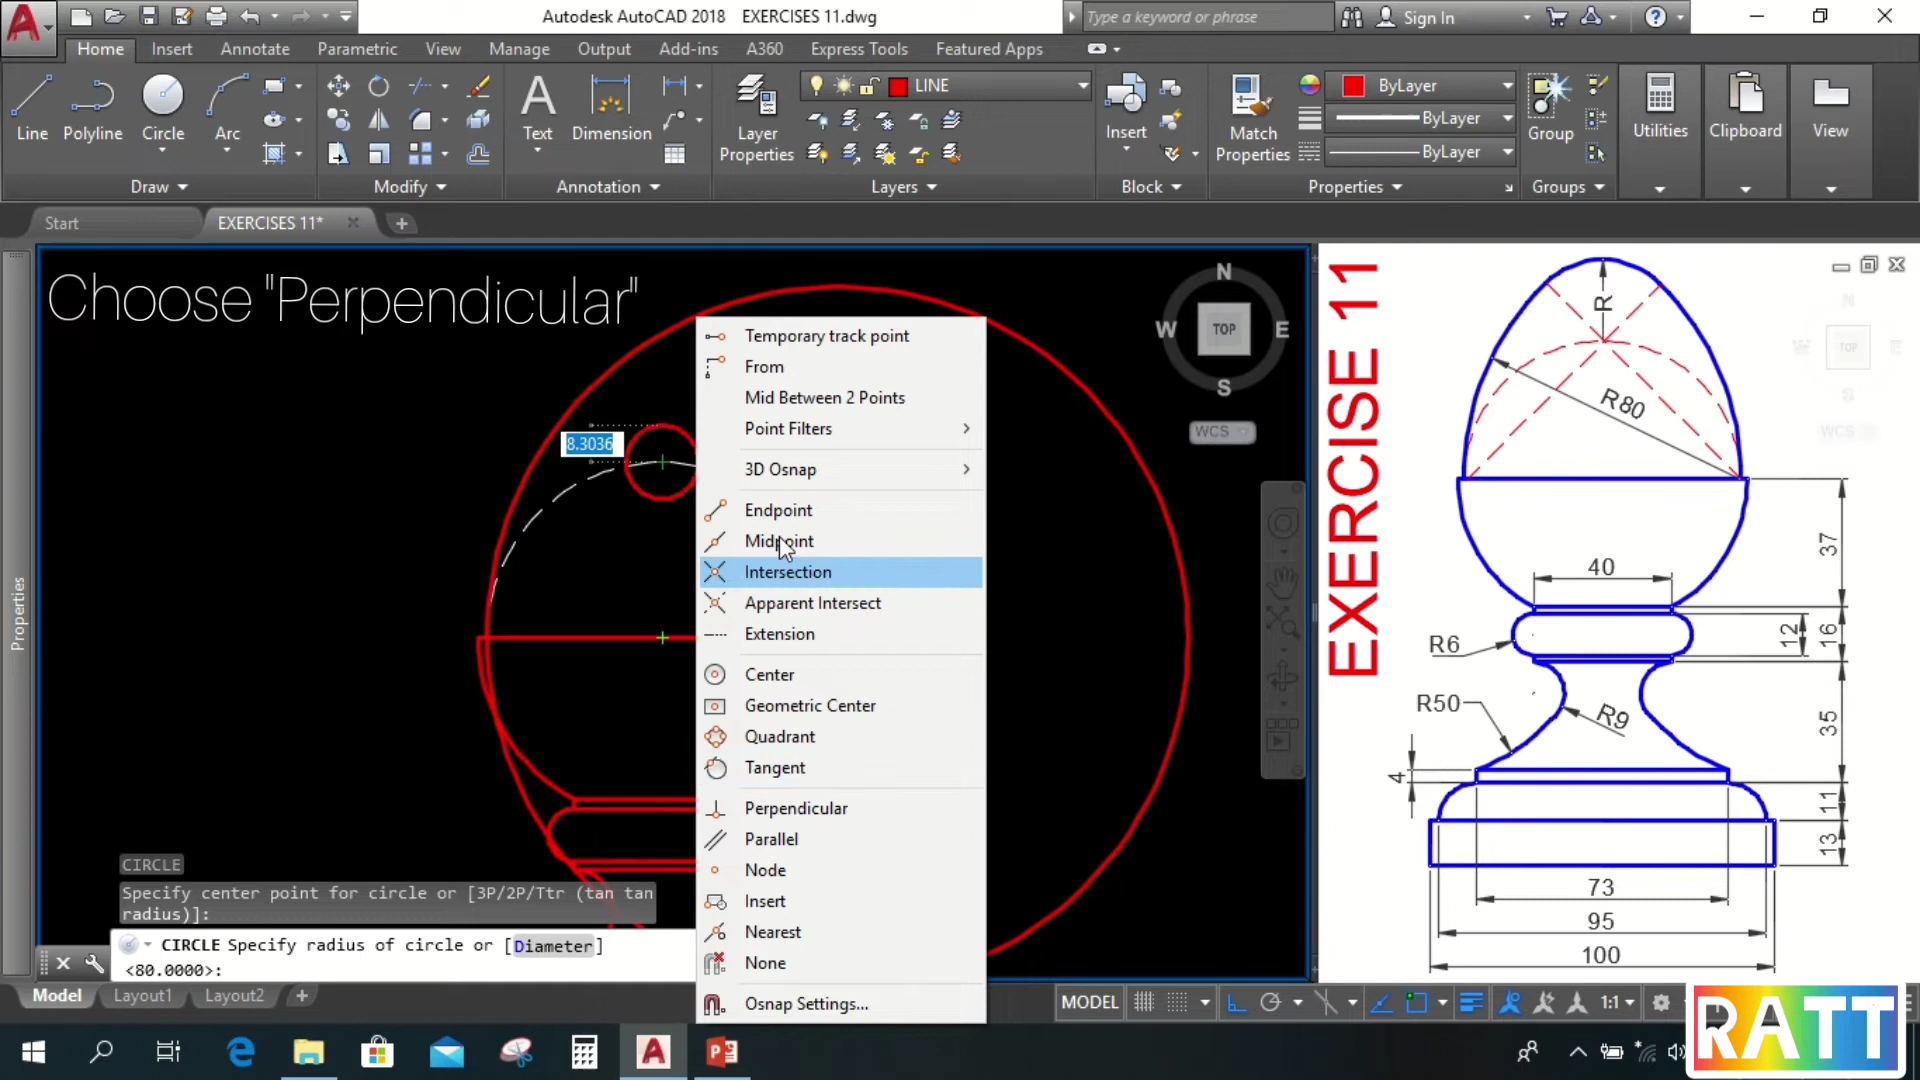 Autodesk AutoCAD 2018 EXERCISES 11.dwg
Type a keyword or phrase
Sign In
Home Insert Annotate Parametric View Manage Output Add-ins A360 Express Tools Featured Apps
Line
Polyline
Circle
Arc
Text
Dimension
Layer
Properties
LINE
Insert
Match
Properties
ByLayer
ByLayer
ByLayer
Group
Utilities
Clipboard
View
Draw
Modify
Annotation
Layers
Block
Properties
Groups
Start
EXERCISES 11*
Choose "Perpendicular"
N
W TOP E
S
WCS
8.3036
Properties
Temporary track point
From
Mid Between 2 Points
Point Filters
3D Osnap
Endpoint
Midpoint
Intersection
Apparent Intersect
Extension
Center
Geometric Center
Quadrant
Tangent
Perpendicular
Parallel
Node
Insert
Nearest
None
Osnap Settings...
CIRCLE
Specify center point for circle or [3P/2P/Ttr (tan tan
radius)]:
CIRCLE Specify radius of circle or [Diameter]
<80.0000>:
Model Layout1 Layout2
MODEL
1:1
EXERCISE 11
R
R80
TOP
WCS
37
40
12
16
R6
R50
R9
35
4
11
13
73
95
100
RATT